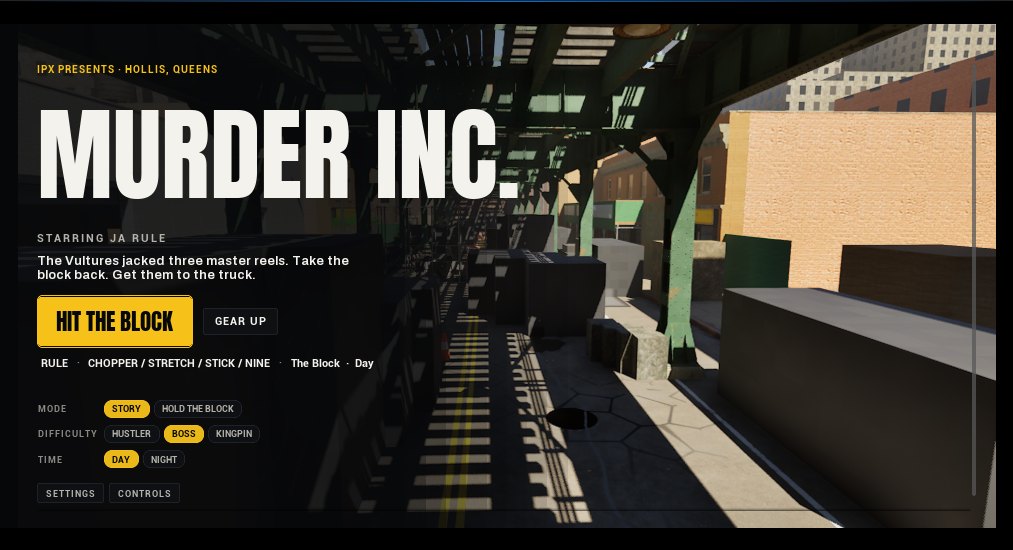 IPX PRESENTS · HOLLIS, QUEENS
MURDER INC.
STARRING JA RULE
The Vultures jacked three master reels. Take the
block back. Get them to the truck.
HIT THE BLOCK
GEAR UP
RULE · CHOPPER / STRETCH / STICK / NINE · The Block · Day
MODE STORY HOLD THE BLOCK
DIFFICULTY HUSTLER BOSS KINGPIN
TIME DAY NIGHT
SETTINGS CONTROLS